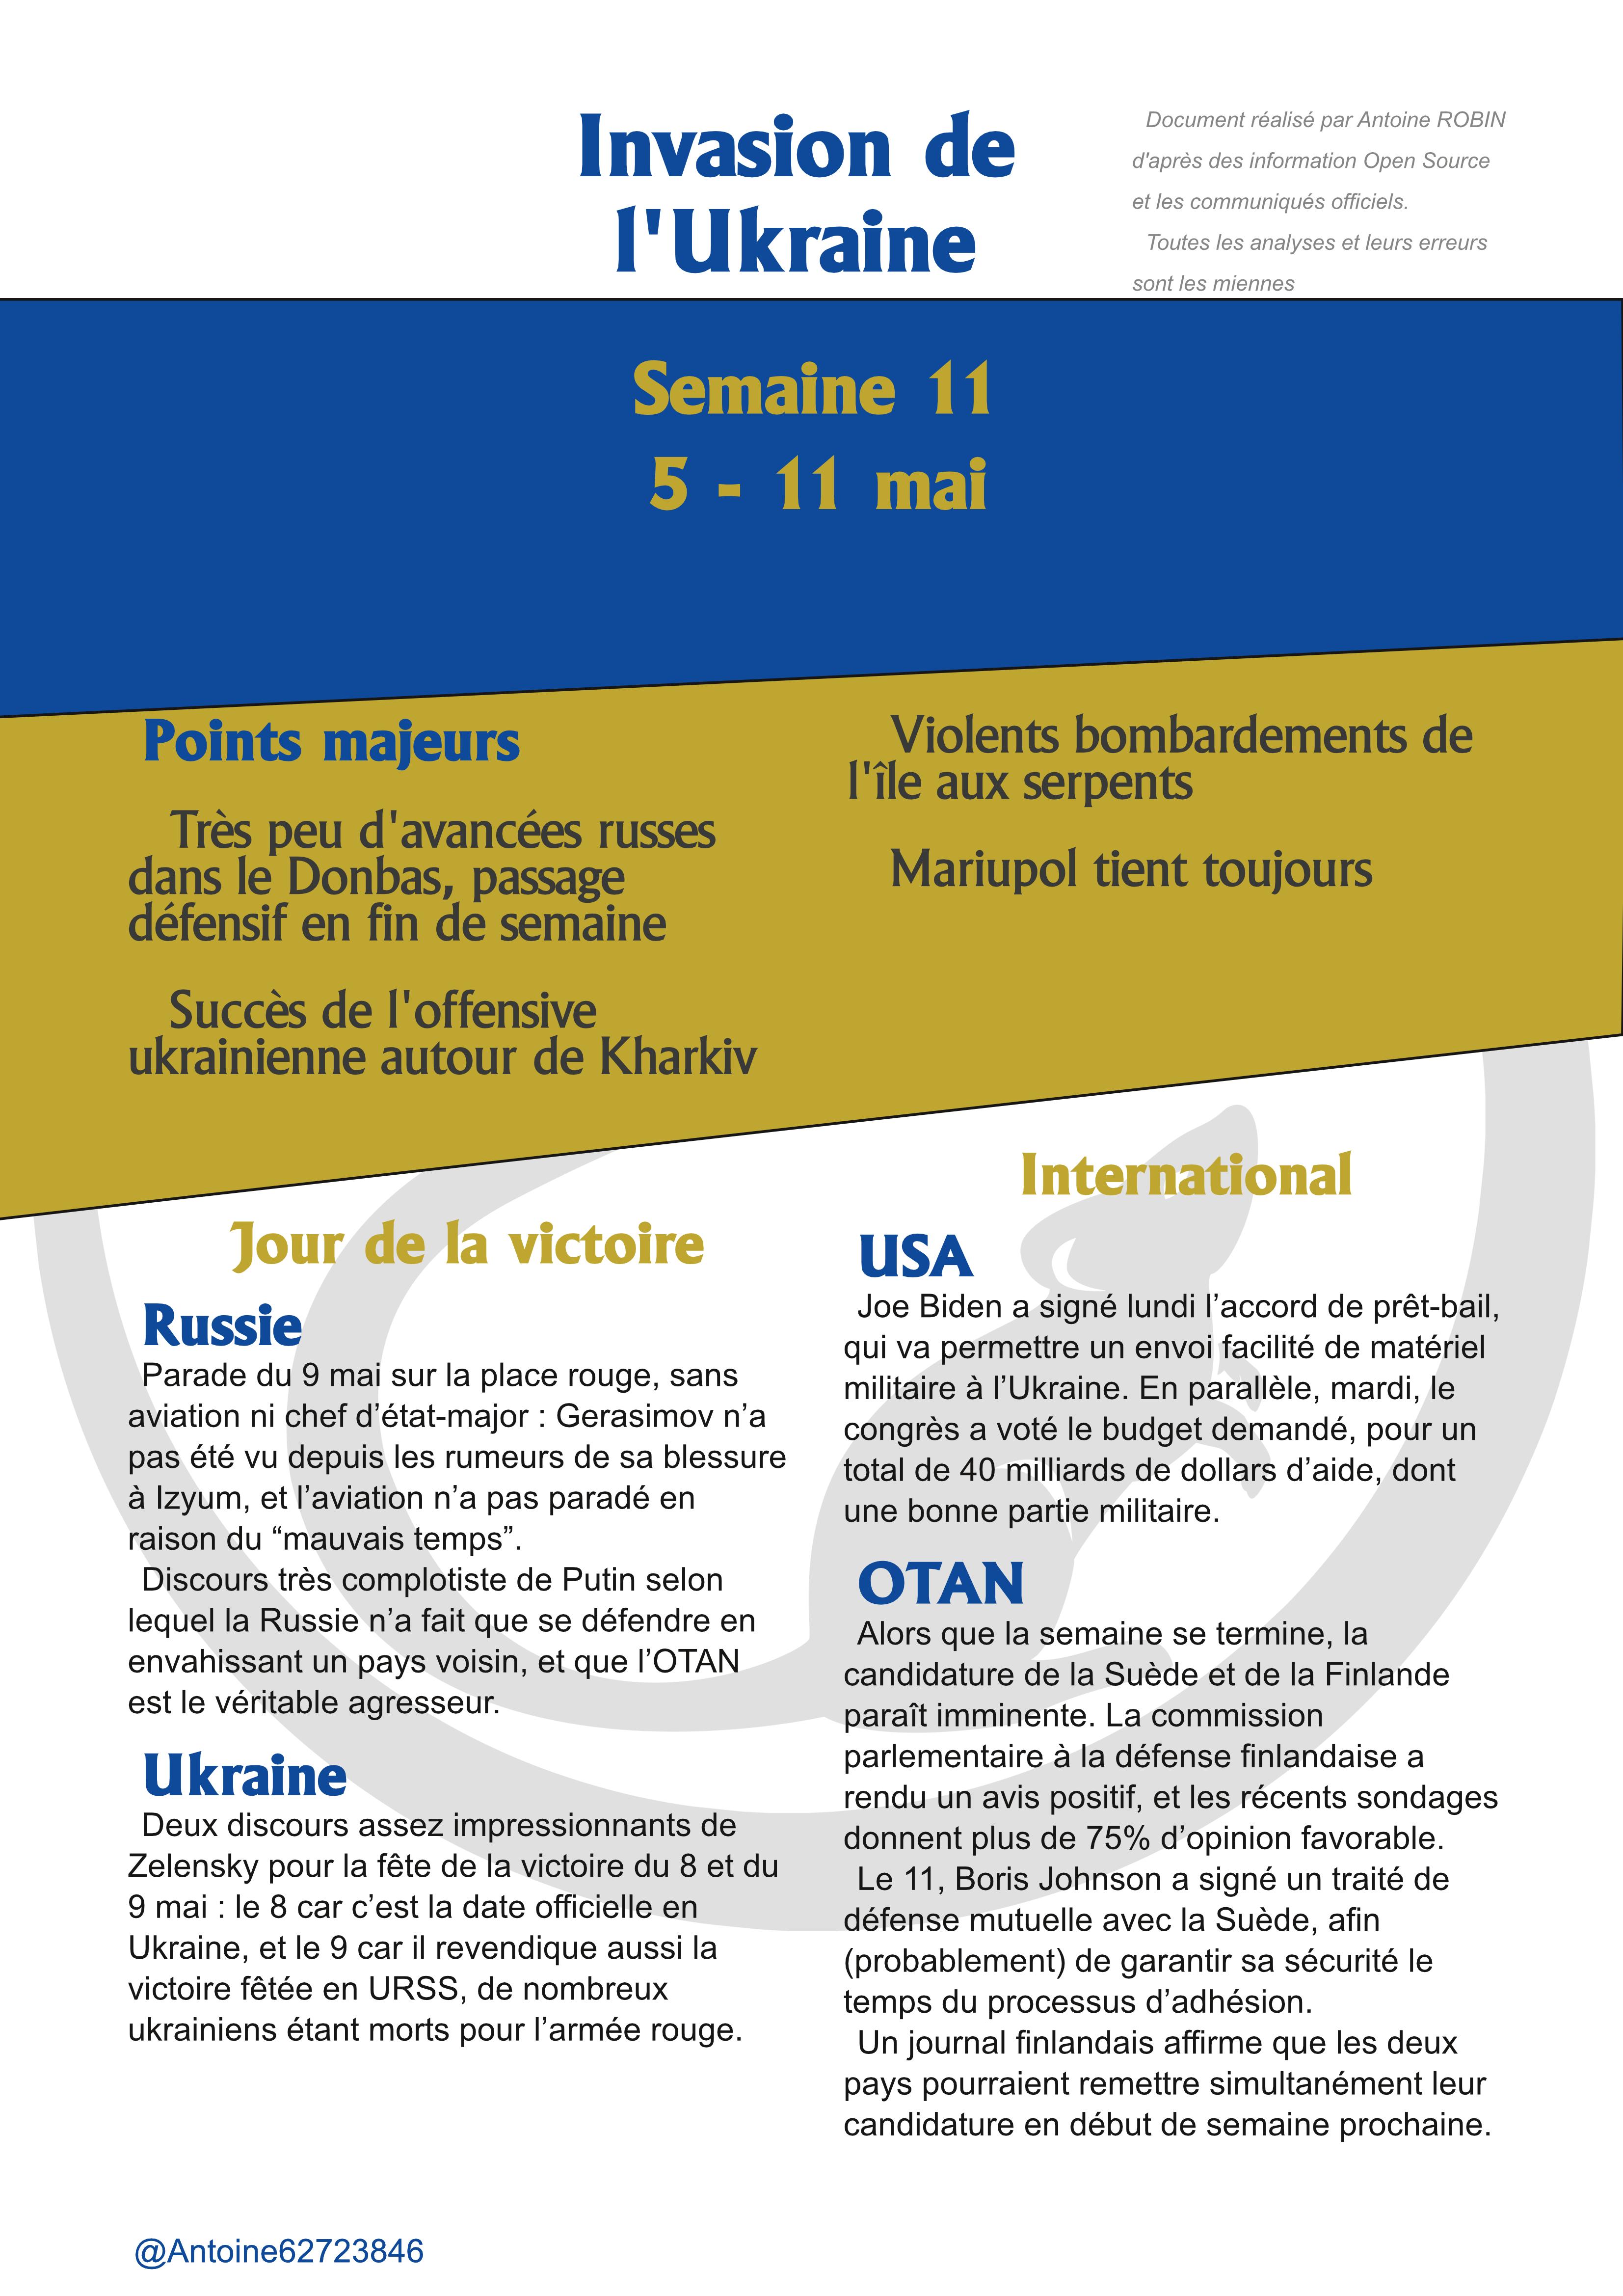 Invasion de
l'Ukraine
Document réalisé par Antoine ROBIN
d'après des information Open Source
et les communiqués officiels.
Toutes les analyses et leurs erreurs
sont les miennes
Semaine 11
5 - 11 mai
Points majeurs
Très peu d'avancées russes
dans le Donbas, passage
défensif en fin de semaine
Succès de l'offensive
ukrainienne autour de Kharkiv
Violents bombardements de
l'île aux serpents
Mariupol tient toujours
Jour de la victoire
Russie
Parade du 9 mai sur la place rouge, sans
aviation ni chef d’état-major : Gerasimov n’a
pas été vu depuis les rumeurs de sa blessure
à Izyum, et l’aviation n’a pas paradé en
raison du “mauvais temps”.
Discours très complotiste de Putin selon
lequel la Russie n’a fait que se défendre en
envahissant un pays voisin, et que l’OTAN
est le véritable agresseur.
Ukraine
Deux discours assez impressionnants de
Zelensky pour la fête de la victoire du 8 et du
9 mai : le 8 car c’est la date officielle en
Ukraine, et le 9 car il revendique aussi la
victoire fêtée en URSS, de nombreux
ukrainiens étant morts pour l’armée rouge.
International
USA
Joe Biden a signé lundi l’accord de prêt-bail,
qui va permettre un envoi facilité de matériel
militaire à l’Ukraine. En parallèle, mardi, le
congrès a voté le budget demandé, pour un
total de 40 milliards de dollars d’aide, dont
une bonne partie militaire.
OTAN
Alors que la semaine se termine, la
candidature de la Suède et de la Finlande
paraît imminente. La commission
parlementaire à la défense finlandaise a
rendu un avis positif, et les récents sondages
donnent plus de 75% d’opinion favorable.
Le 11, Boris Johnson a signé un traité de
défense mutuelle avec la Suède, afin
(probablement) de garantir sa sécurité le
temps du processus d’adhésion.
Un journal finlandais affirme que les deux
pays pourraient remettre simultanément leur
candidature en début de semaine prochaine.
@Antoine62723846